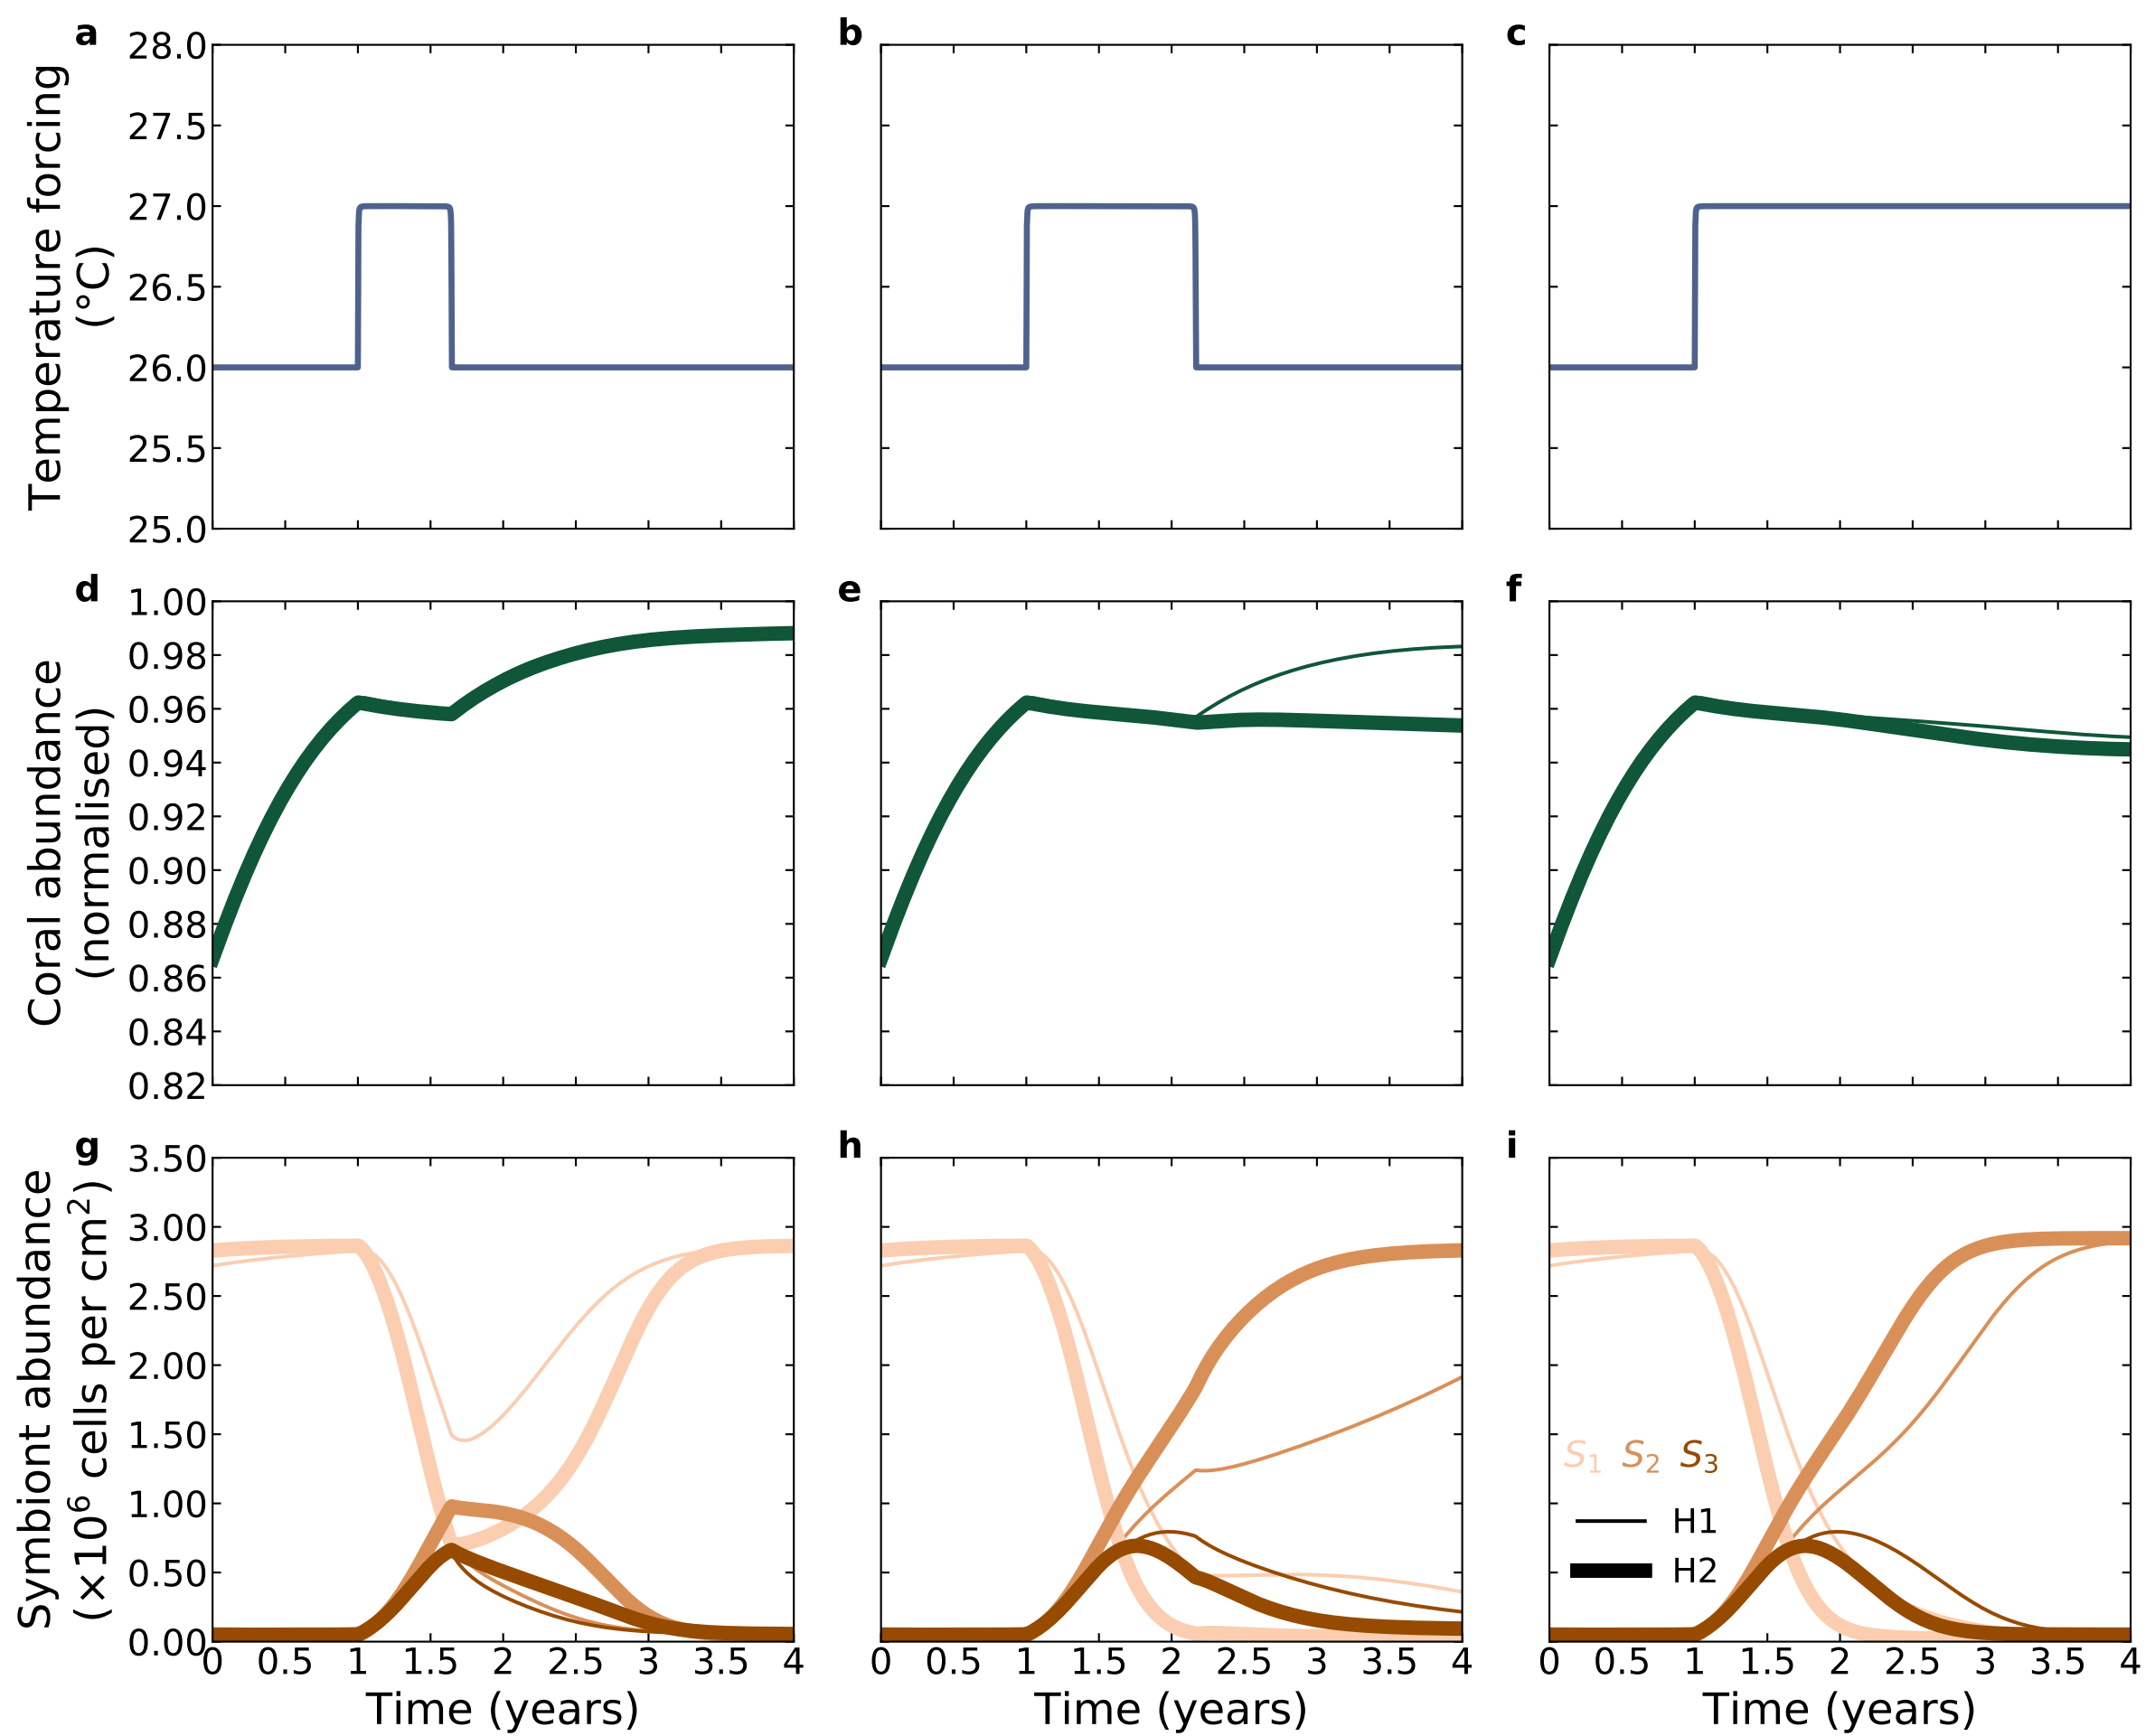 a
b
c
Temperature forcing
(°C)
28.0
27.5
27.0
26.5
26.0
25.5
25.0
d
e
f
Coral abundance
(normalised)
1.00
0.98
0.96
0.94
0.92
0.90
0.88
0.86
0.84
0.82
g
h
i
Symbiont abundance
(×10⁶ cells per cm²)
3.50
3.00
2.50
2.00
1.50
1.00
0.50
0.00
S₁ S₂ S₃
H1
H2
0 0.5 1 1.5 2 2.5 3 3.5 4
0 0.5 1 1.5 2 2.5 3 3.5 4
0 0.5 1 1.5 2 2.5 3 3.5 4
Time (years)
Time (years)
Time (years)